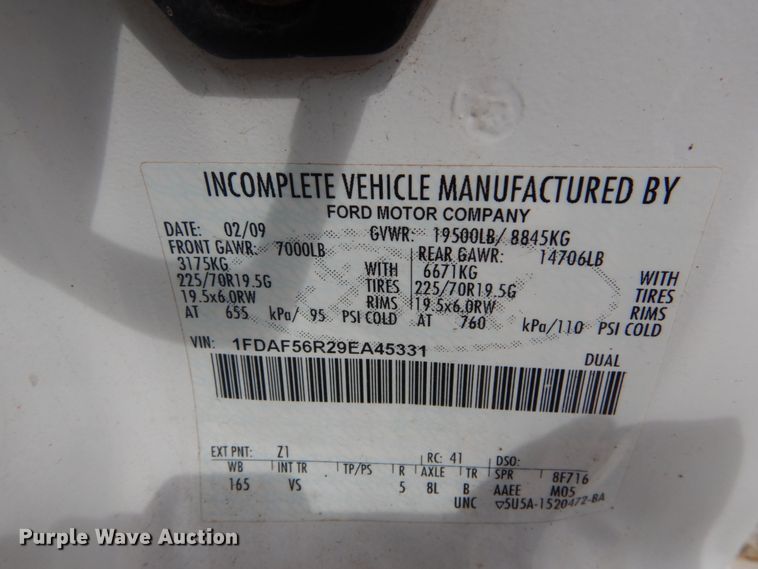 INCOMPLETE VEHICLE MANUFACTURED BY
FORD MOTOR COMPANY
DATE: 02/09 GVWR: 19500LB/ 8845KG
FRONT GAWR: 7000LB REAR GAWR: 14706LB
3175KG WITH 6671KG WITH
225/70R19.5G TIRES 225/70R19.5G TIRES
19.5x6.0RW RIMS 19.5x6.0RW RIMS
AT 655 kPa/ 95 PSI COLD AT 760 kPa/110 PSI COLD
VIN: 1FDAF56R29EA45331 DUAL
EXT PNT: Z1 RC: 41 DSO:
WB INT TR TP/PS R AXLE TR SPR 8F716
165 VS 5 8L B AAEE M05
UNC ▽5U5A-1520472-BA
Purple Wave Auction